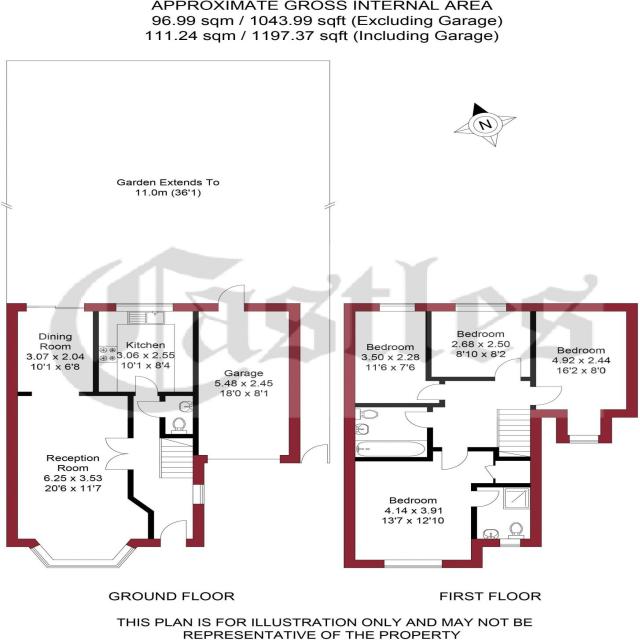 APPROXIMATE GROSS INTERNAL AREA
96.99 sqm / 1043.99 sqft (Excluding Garage)
111.24 sqm / 1197.37 sqft (Including Garage)
N
Garden Extends To
11.0m (36'1)
Castles
Dining
Room
3.07 x 2.04
10'1 x 6'8
Kitchen
3.06 x 2.55
10'1 x 8'4
Garage
5.48 x 2.45
18'0 x 8'1
Reception
Room
6.25 x 3.53
20'6 x 11'7
Bedroom
3.50 x 2.28
11'6 x 7'6
Bedroom
2.68 x 2.50
8'10 x 8'2
Bedroom
4.92 x 2.44
16'2 x 8'0
Bedroom
4.14 x 3.91
13'7 x 12'10
GROUND FLOOR
FIRST FLOOR
THIS PLAN IS FOR ILLUSTRATION ONLY AND MAY NOT BE
REPRESENTATIVE OF THE PROPERTY